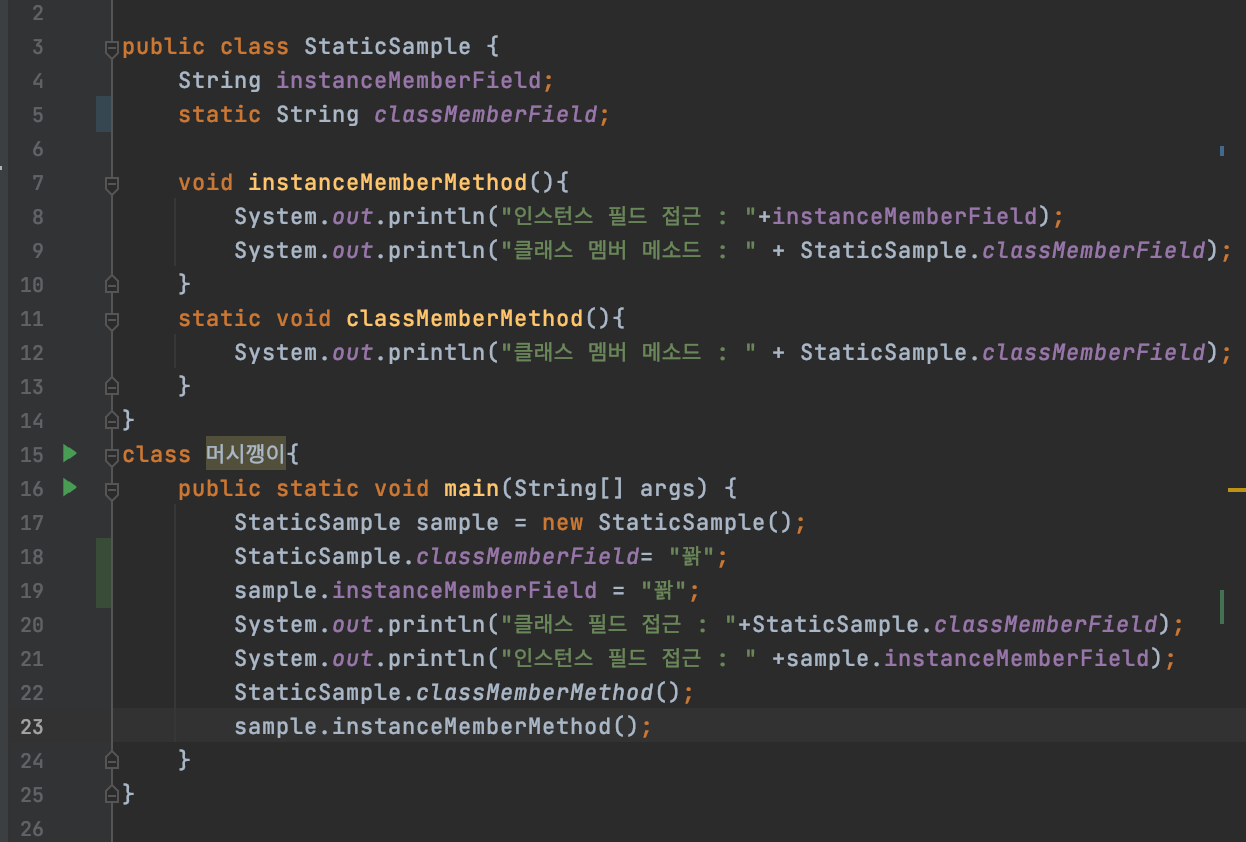 2
3 public class StaticSample {
4 String instanceMemberField;
5 static String classMemberField;
6
7 void instanceMemberMethod(){
8 System.out.println("인스턴스 필드 접근 : "+instanceMemberField);
9 System.out.println("클래스 멤버 메소드 : " + StaticSample.classMemberField);
10 }
11 static void classMemberMethod(){
12 System.out.println("클래스 멤버 메소드 : " + StaticSample.classMemberField);
13 }
14 }
15 class 머시깽이{
16 public static void main(String[] args) {
17 StaticSample sample = new StaticSample();
18 StaticSample.classMemberField= "꽑";
19 sample.instanceMemberField = "꽑";
20 System.out.println("클래스 필드 접근 : "+StaticSample.classMemberField);
21 System.out.println("인스턴스 필드 접근 : " +sample.instanceMemberField);
22 StaticSample.classMemberMethod();
23 sample.instanceMemberMethod();
24 }
25 }
26